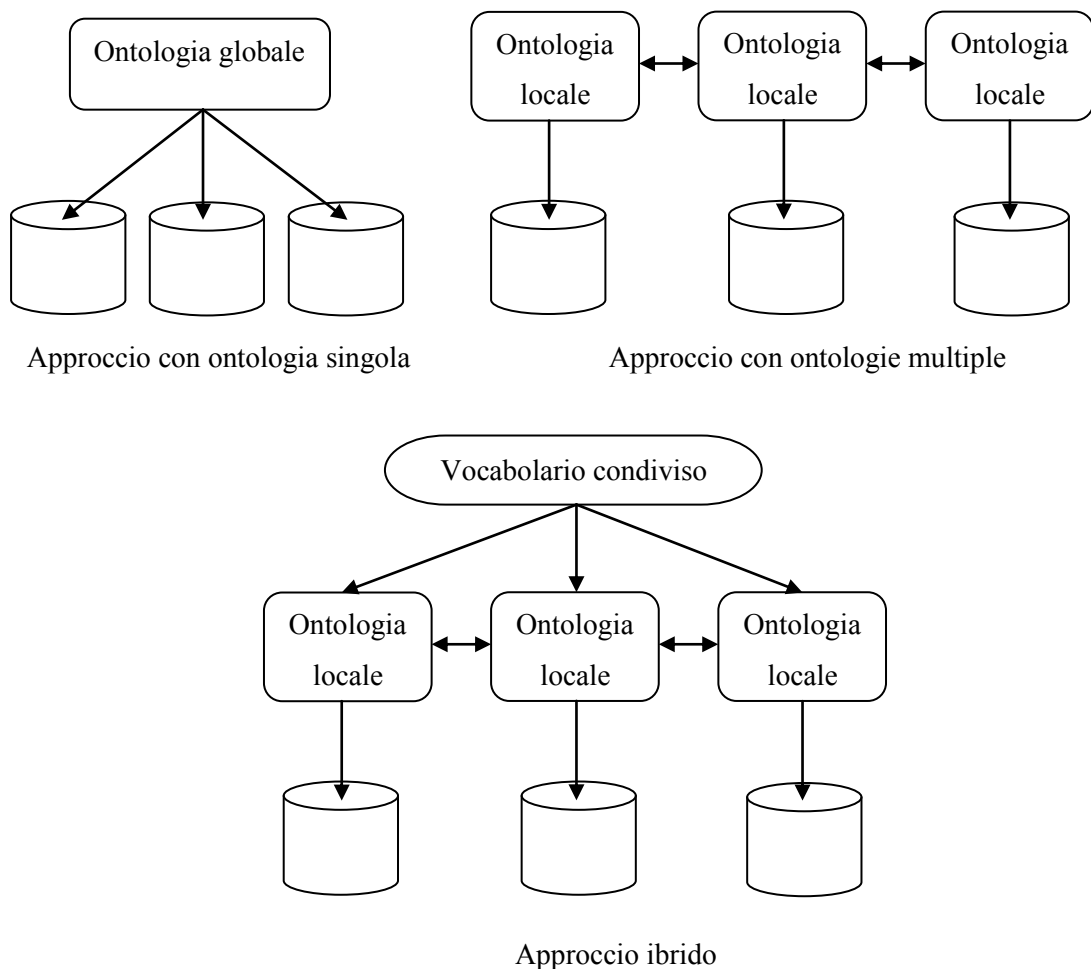 Ontologia globale
Ontologia
locale
Ontologia
locale
Ontologia
locale
Approccio con ontologia singola
Approccio con ontologie multiple
Vocabolario condiviso
Ontologia
locale
Ontologia
locale
Ontologia
locale
Approccio ibrido